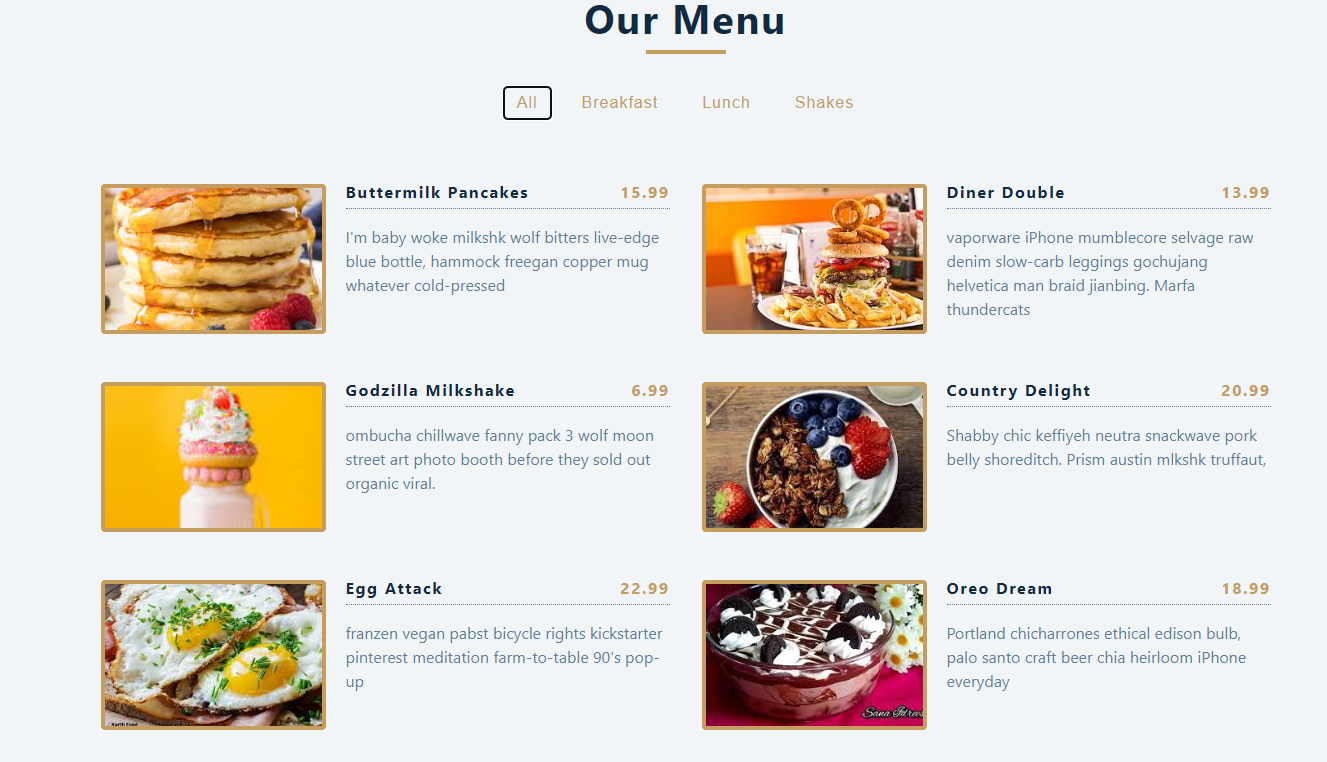 Our Menu
All Breakfast Lunch Shakes
Buttermilk Pancakes 15.99
I'm baby woke milkshk wolf bitters live-edge
blue bottle, hammock freegan copper mug
whatever cold-pressed
Diner Double 13.99
vaporware iPhone mumblecore selvage raw
denim slow-carb leggings gochujang
helvetica man braid jianbing. Marfa
thundercats
Godzilla Milkshake 6.99
ombucha chillwave fanny pack 3 wolf moon
street art photo booth before they sold out
organic viral.
Country Delight 20.99
Shabby chic keffiyeh neutra snackwave pork
belly shoreditch. Prism austin mlkshk truffaut,
Egg Attack 22.99
franzen vegan pabst bicycle rights kickstarter
pinterest meditation farm-to-table 90's pop-
up
Oreo Dream 18.99
Portland chicharrones ethical edison bulb,
palo santo craft beer chia heirloom iPhone
everyday
Sana